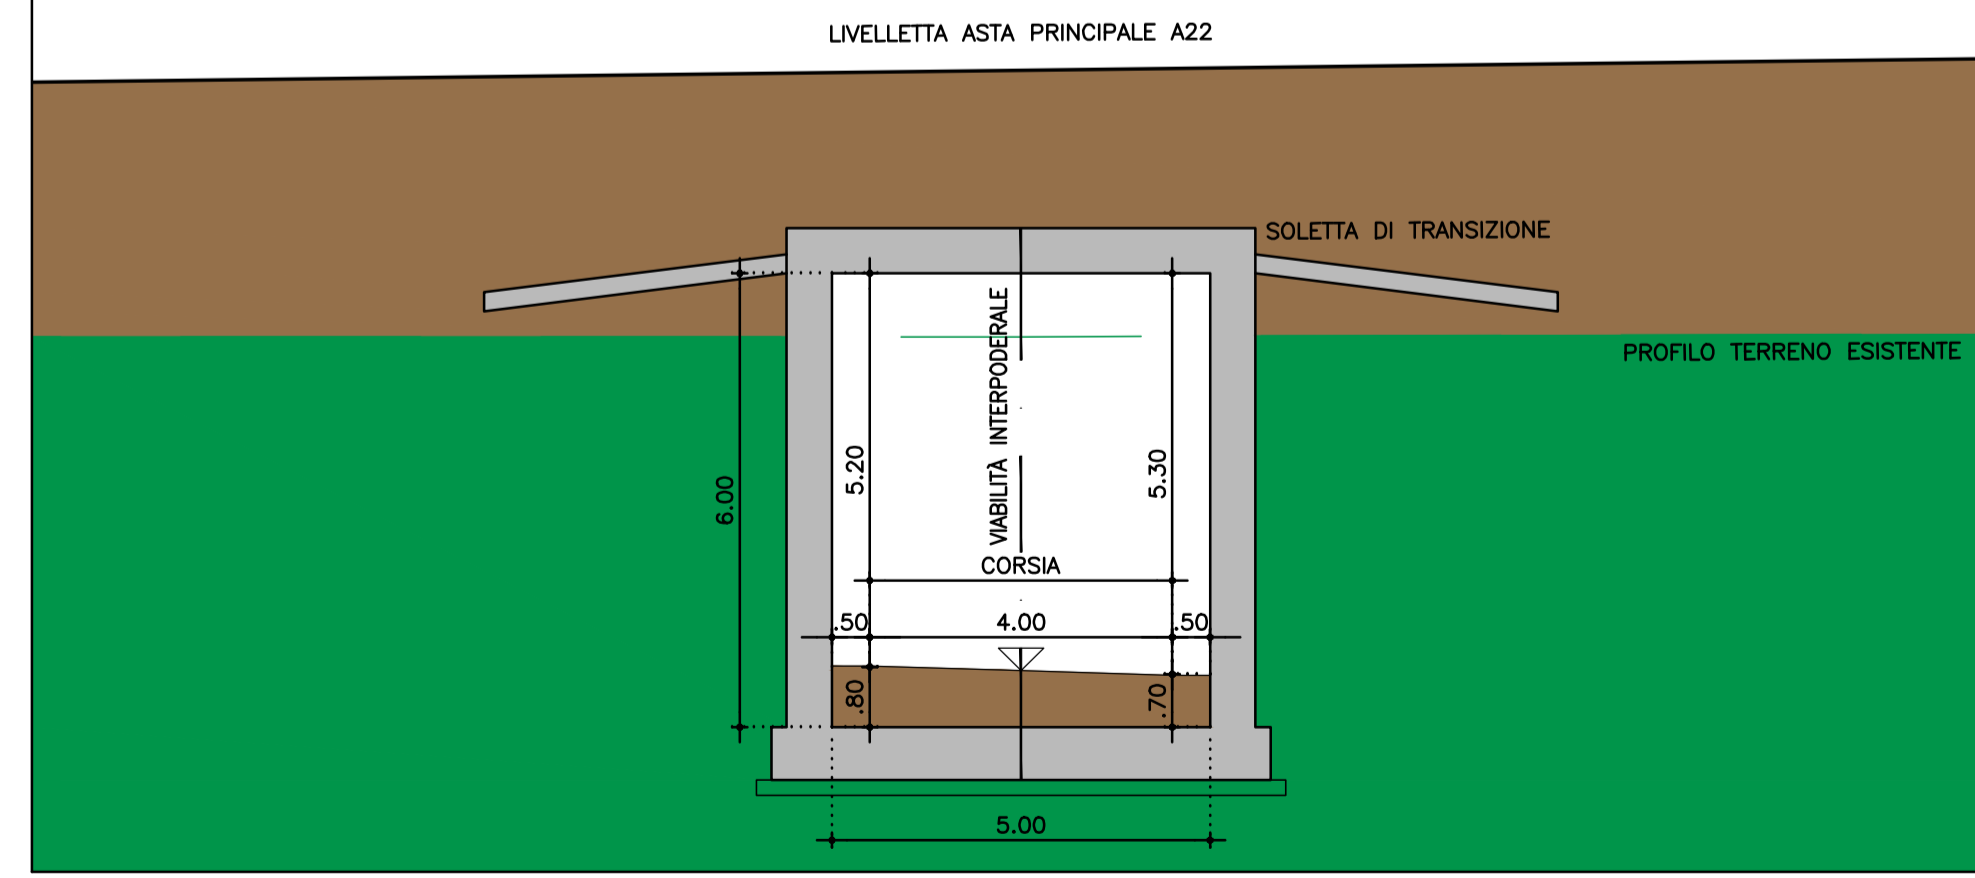 LIVELLETTA ASTA PRINCIPALE A22
SOLETTA DI TRANSIZIONE
PROFILO TERRENO ESISTENTE
VIABILITÀ INTERPODERALE
6.00
5.20
5.30
CORSIA
.50
4.00
.50
.80
.70
5.00